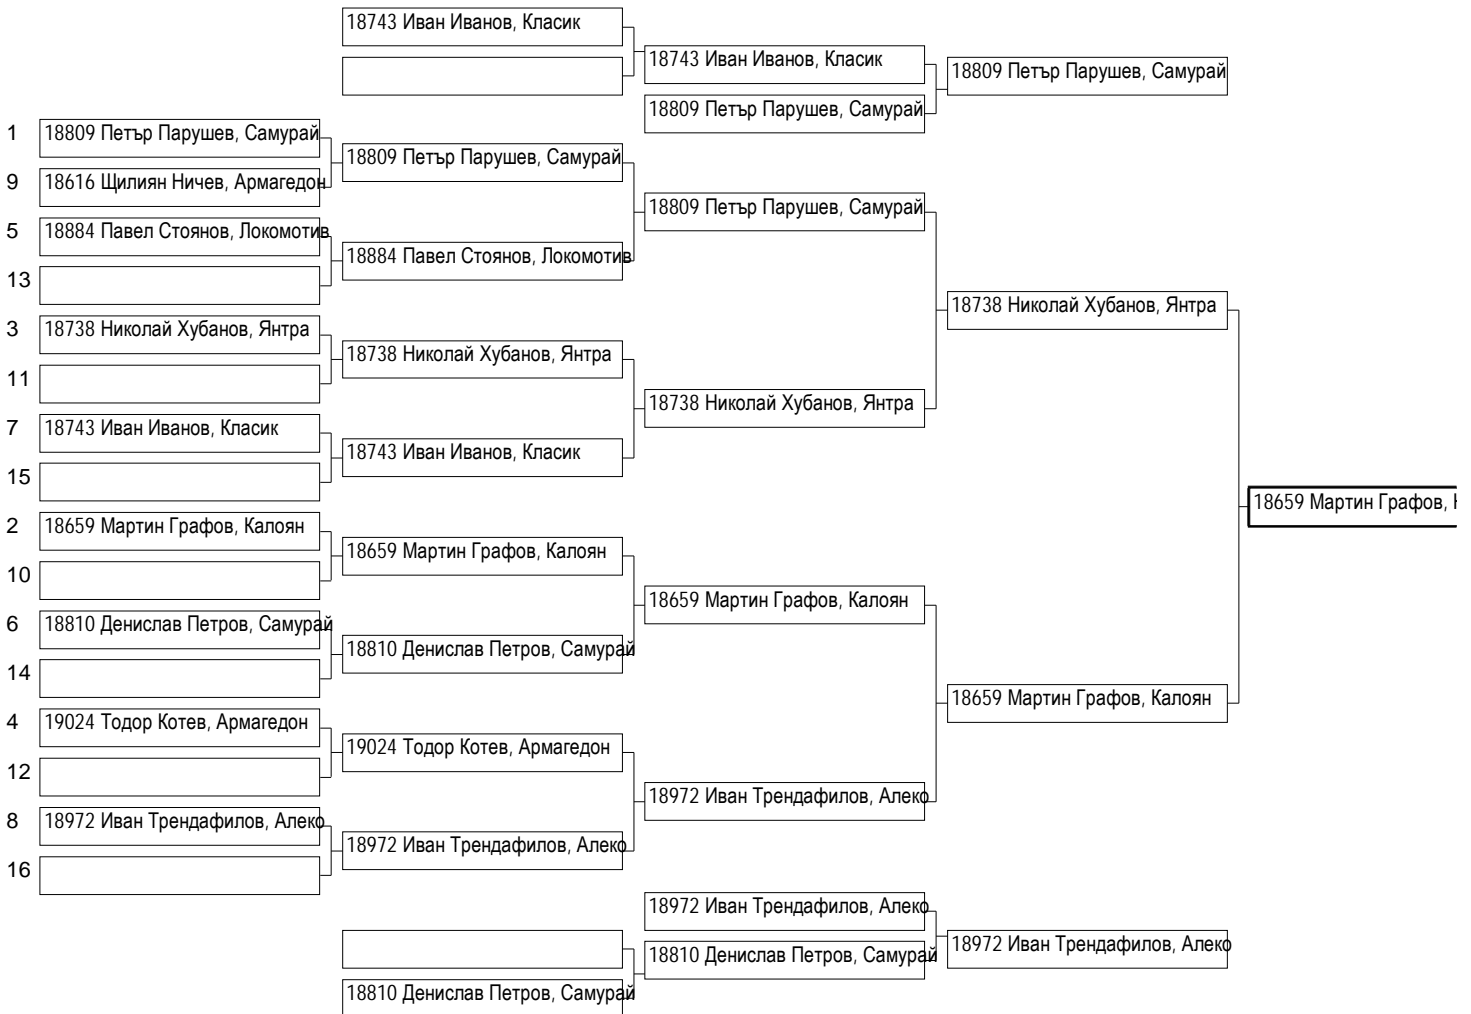 18743 Иван Иванов, Класик
18743 Иван Иванов, Класик
18809 Петър Парушев, Самурай
18809 Петър Парушев, Самурай
1 18809 Петър Парушев, Самурай
18809 Петър Парушев, Самурай
9 18616 Щилиян Ничев, Армагедон
18809 Петър Парушев, Самурай
5 18884 Павел Стоянов, Локомотив
18884 Павел Стоянов, Локомотив
13
18738 Николай Хубанов, Янтра
3 18738 Николай Хубанов, Янтра
18738 Николай Хубанов, Янтра
11
18738 Николай Хубанов, Янтра
7 18743 Иван Иванов, Класик
18743 Иван Иванов, Класик
15
18659 Мартин Графов,
2 18659 Мартин Графов, Калоян
18659 Мартин Графов, Калоян
10
18659 Мартин Графов, Калоян
6 18810 Денислав Петров, Самурай
18810 Денислав Петров, Самурай
14
18659 Мартин Графов, Калоян
4 19024 Тодор Котев, Армагедон
19024 Тодор Котев, Армагедон
12
18972 Иван Трендафилов, Алеко
8 18972 Иван Трендафилов, Алеко
18972 Иван Трендафилов, Алеко
16
18972 Иван Трендафилов, Алеко
18972 Иван Трендафилов, Алеко
18810 Денислав Петров, Самурай
18810 Денислав Петров, Самурай